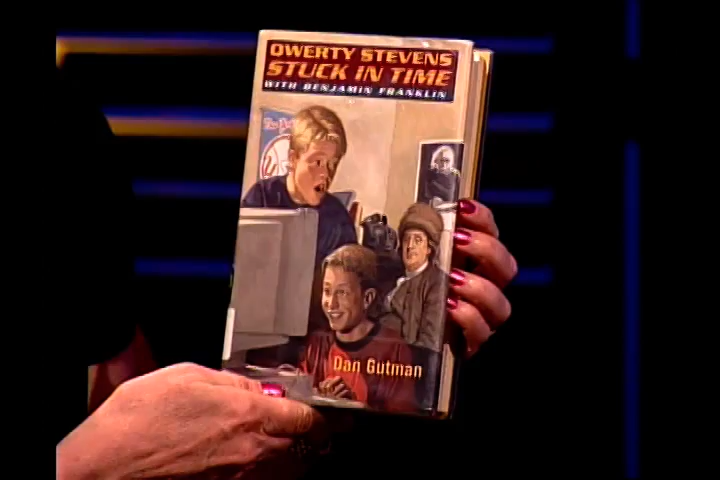 QWERTY STEVENS
STUCK IN TIME
WITH BENJAMIN FRANKLIN
Dan Gutman